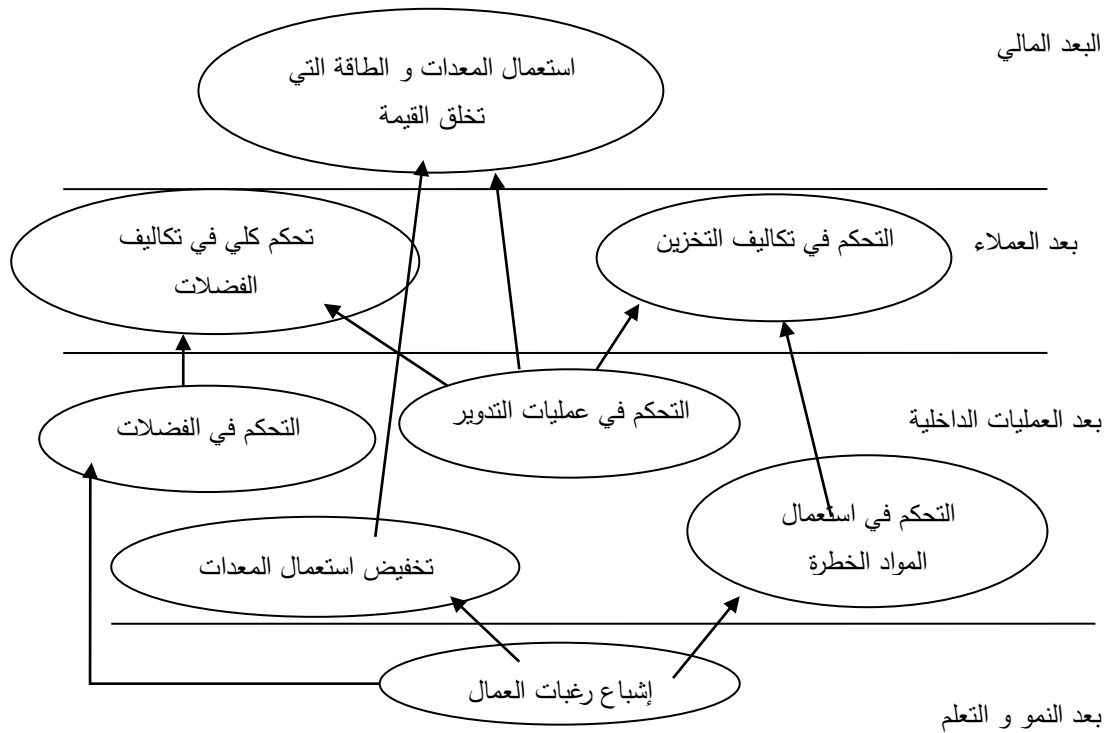 البعد المالي
استعمال المعدات و الطاقة التي
تخلق القيمة
بعد العملاء
التحكم في تكاليف التخزين
تحكم كلي في تكاليف
الفضلات
بعد العمليات الداخلية
التحكم في عمليات التدوير
التحكم في الفضلات
التحكم في استعمال
المواد الخطرة
تخفيض استعمال المعدات
إشباع رغبات العمال
بعد النمو و التعلم